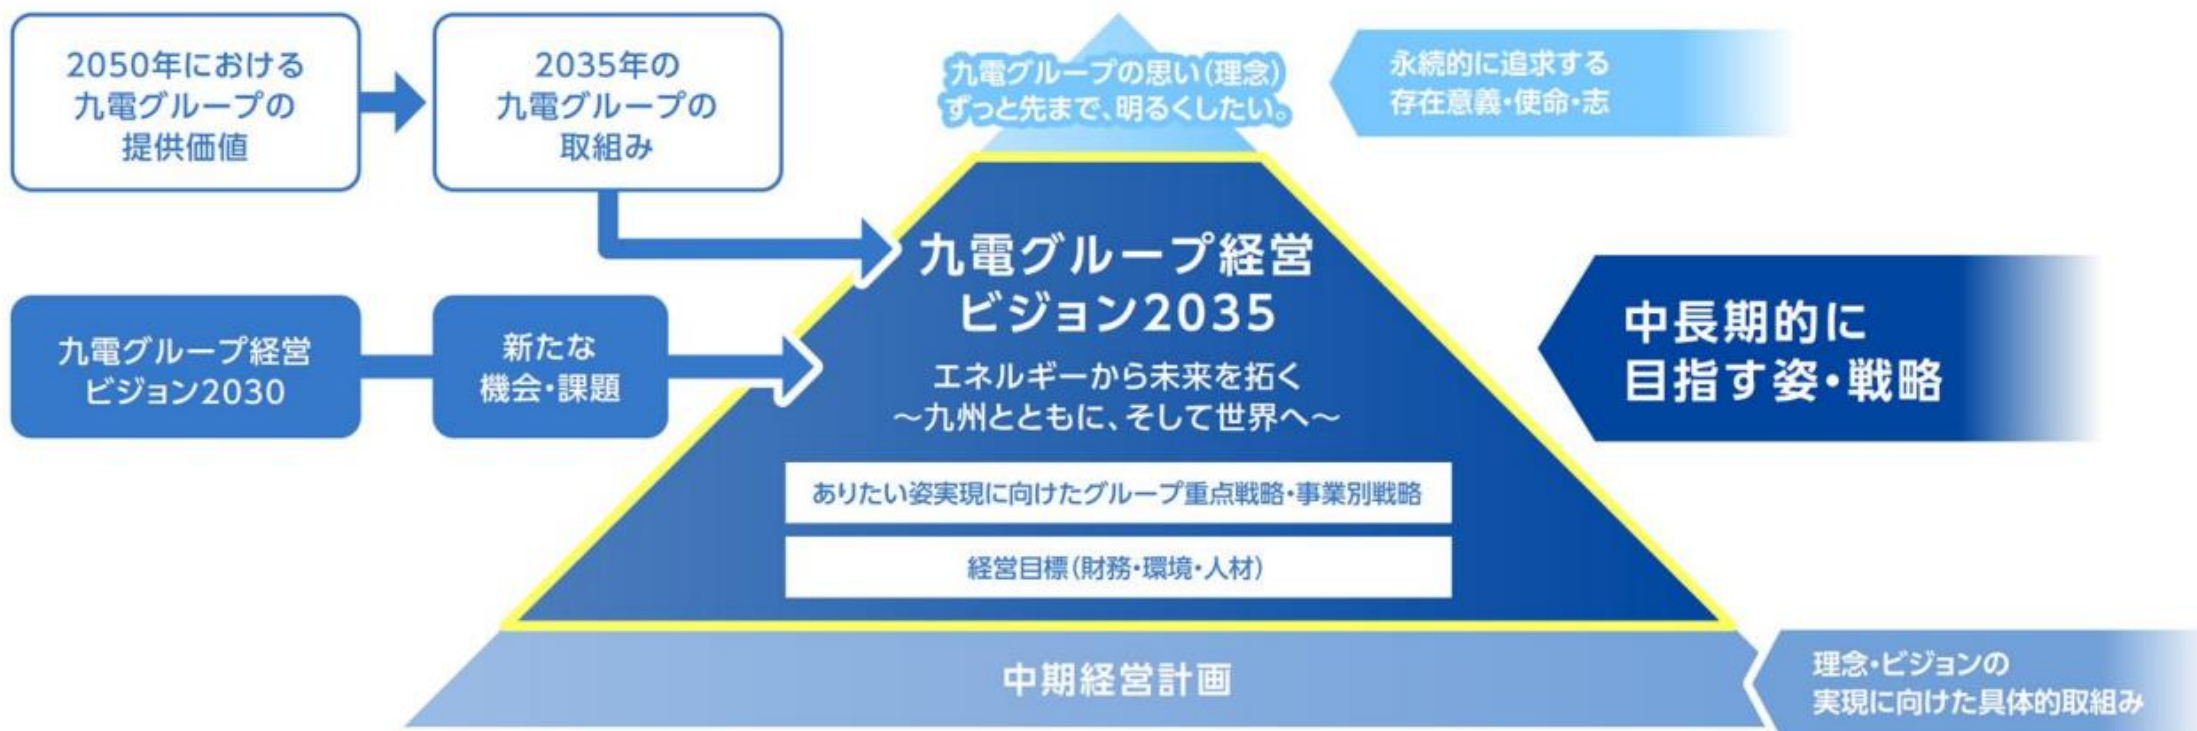 2050年における
九電グループの
提供価値
2035年の
九電グループの
取組み
九電グループの思い(理念)
ずっと先まで、明るくしたい。
永続的に追求する
存在意義・使命・志
九電グループ経営
ビジョン2030
新たな
機会・課題
九電グループ経営
ビジョン2035
エネルギーから未来を拓く
～九州とともに、そして世界へ～
ありたい姿実現に向けたグループ重点戦略・事業別戦略
経営目標(財務・環境・人材)
中長期的に
目指す姿・戦略
中期経営計画
理念・ビジョンの
実現に向けた具体的取組み